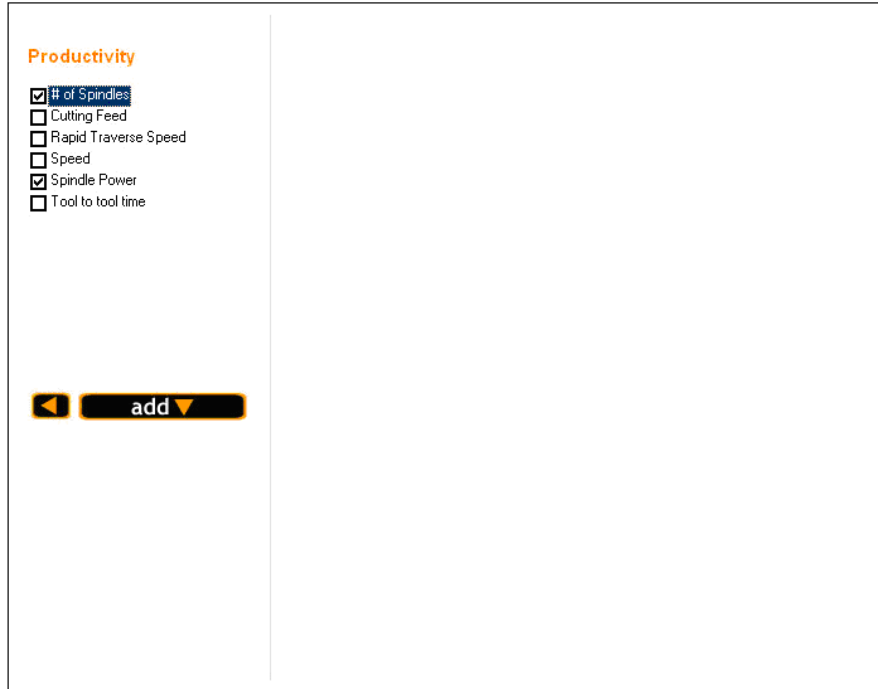 Productivity
# of Spindles
Cutting Feed
Rapid Traverse Speed
Speed
Spindle Power
Tool to tool time
add